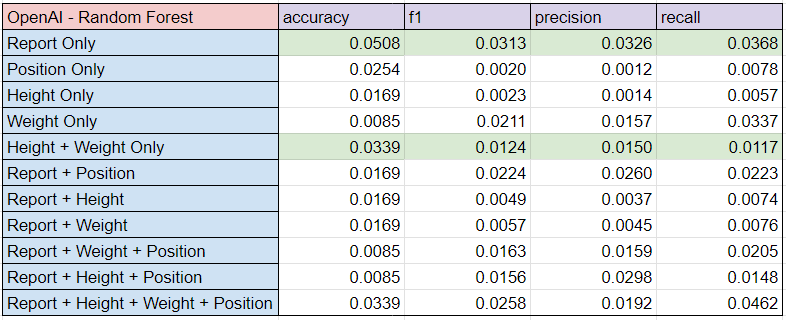 OpenAI - Random Forest accuracy f1 precision recall
Report Only 0.0508 0.0313 0.0326 0.0368
Position Only 0.0254 0.0020 0.0012 0.0078
Height Only 0.0169 0.0023 0.0014 0.0057
Weight Only 0.0085 0.0211 0.0157 0.0337
Height + Weight Only 0.0339 0.0124 0.0150 0.0117
Report + Position 0.0169 0.0224 0.0260 0.0223
Report + Height 0.0169 0.0049 0.0037 0.0074
Report + Weight 0.0169 0.0057 0.0045 0.0076
Report + Weight + Position 0.0085 0.0163 0.0159 0.0205
Report + Height + Position 0.0085 0.0156 0.0298 0.0148
Report + Height + Weight + Position 0.0339 0.0258 0.0192 0.0462